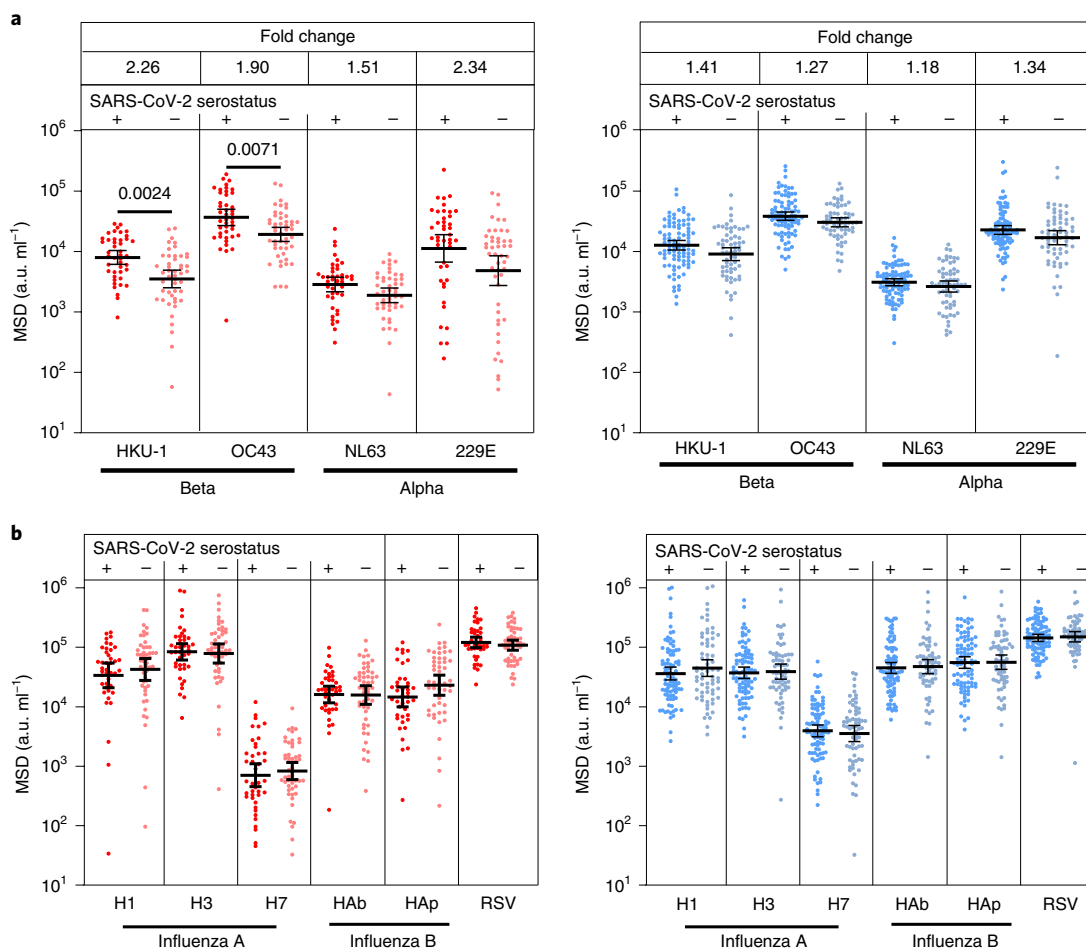 a
Fold change
2.26 1.90 1.51 2.34
SARS-CoV-2 serostatus
+ − + − + − + −
10⁶
10⁵
10⁴
10³
10²
10¹
MSD (a.u. ml⁻¹)
0.0024
0.0071
HKU-1 OC43 NL63 229E
Beta Alpha
Fold change
1.41 1.27 1.18 1.34
SARS-CoV-2 serostatus
+ − + − + − + −
10⁶
10⁵
10⁴
10³
10²
10¹
MSD (a.u. ml⁻¹)
HKU-1 OC43 NL63 229E
Beta Alpha
b
SARS-CoV-2 serostatus
+ − + − + − + − + − + −
10⁶
10⁵
10⁴
10³
10²
10¹
MSD (a.u. ml⁻¹)
H1 H3 H7 HAb HAp RSV
Influenza A Influenza B
SARS-CoV-2 serostatus
+ − + − + − + − + − + −
10⁶
10⁵
10⁴
10³
10²
10¹
MSD (a.u. ml⁻¹)
H1 H3 H7 HAb HAp RSV
Influenza A Influenza B